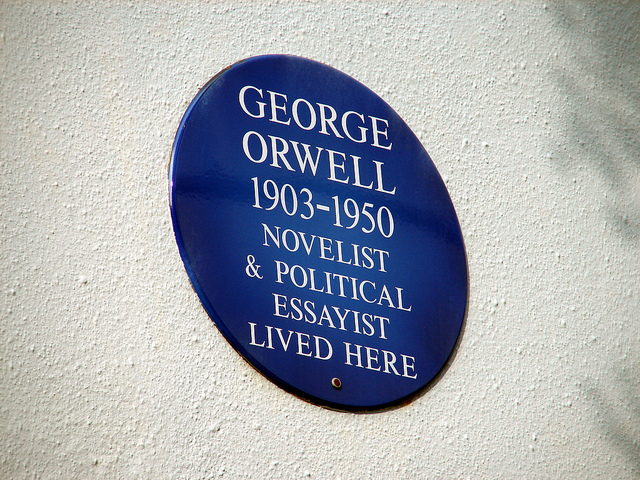 GEORGE
ORWELL
1903-1950
NOVELIST
& POLITICAL
ESSAYIST
LIVED HERE